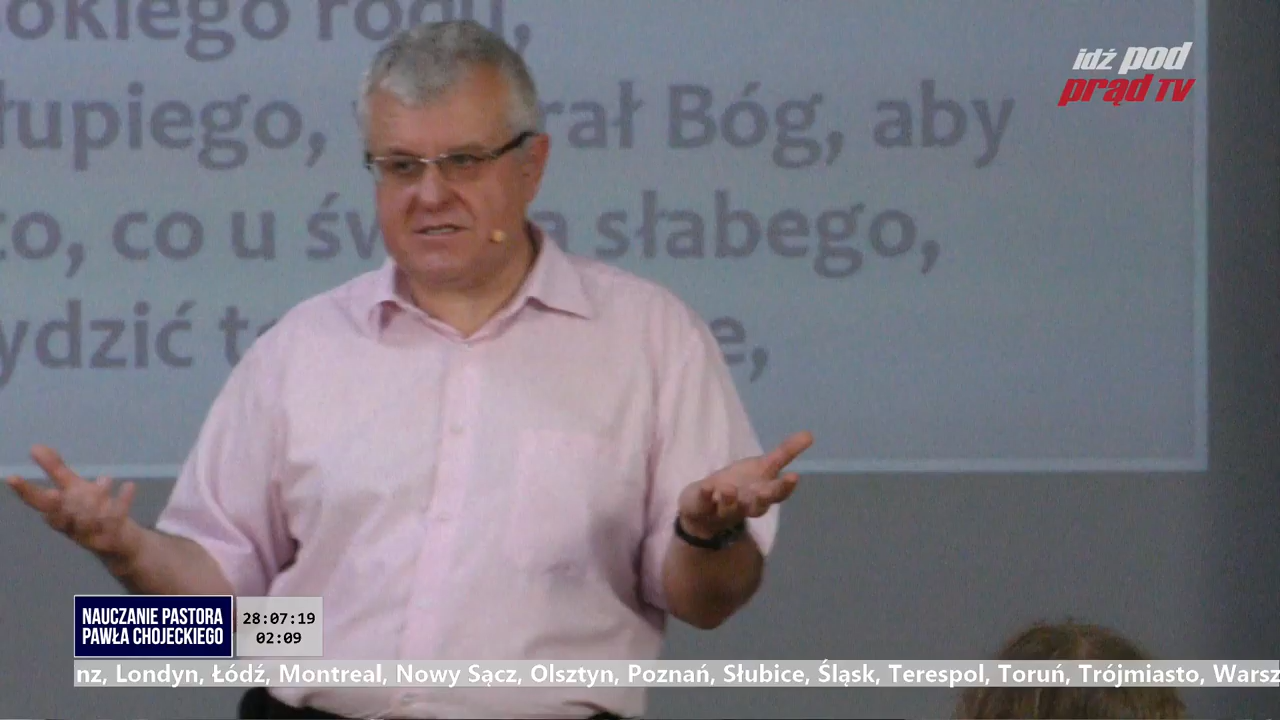 rodu,
łupiego, rał Bóg, aby
to, co u św a słabego,
ydzić e,
idź pod
prąd TV
NAUCZANIE PASTORA
PAWŁA CHOJECKIEGO
28:07:19
02:09
nz, Londyn, Łódź, Montreal, Nowy Sącz, Olsztyn, Poznań, Słubice, Śląsk, Terespol, Toruń, Trójmiasto, Warsz